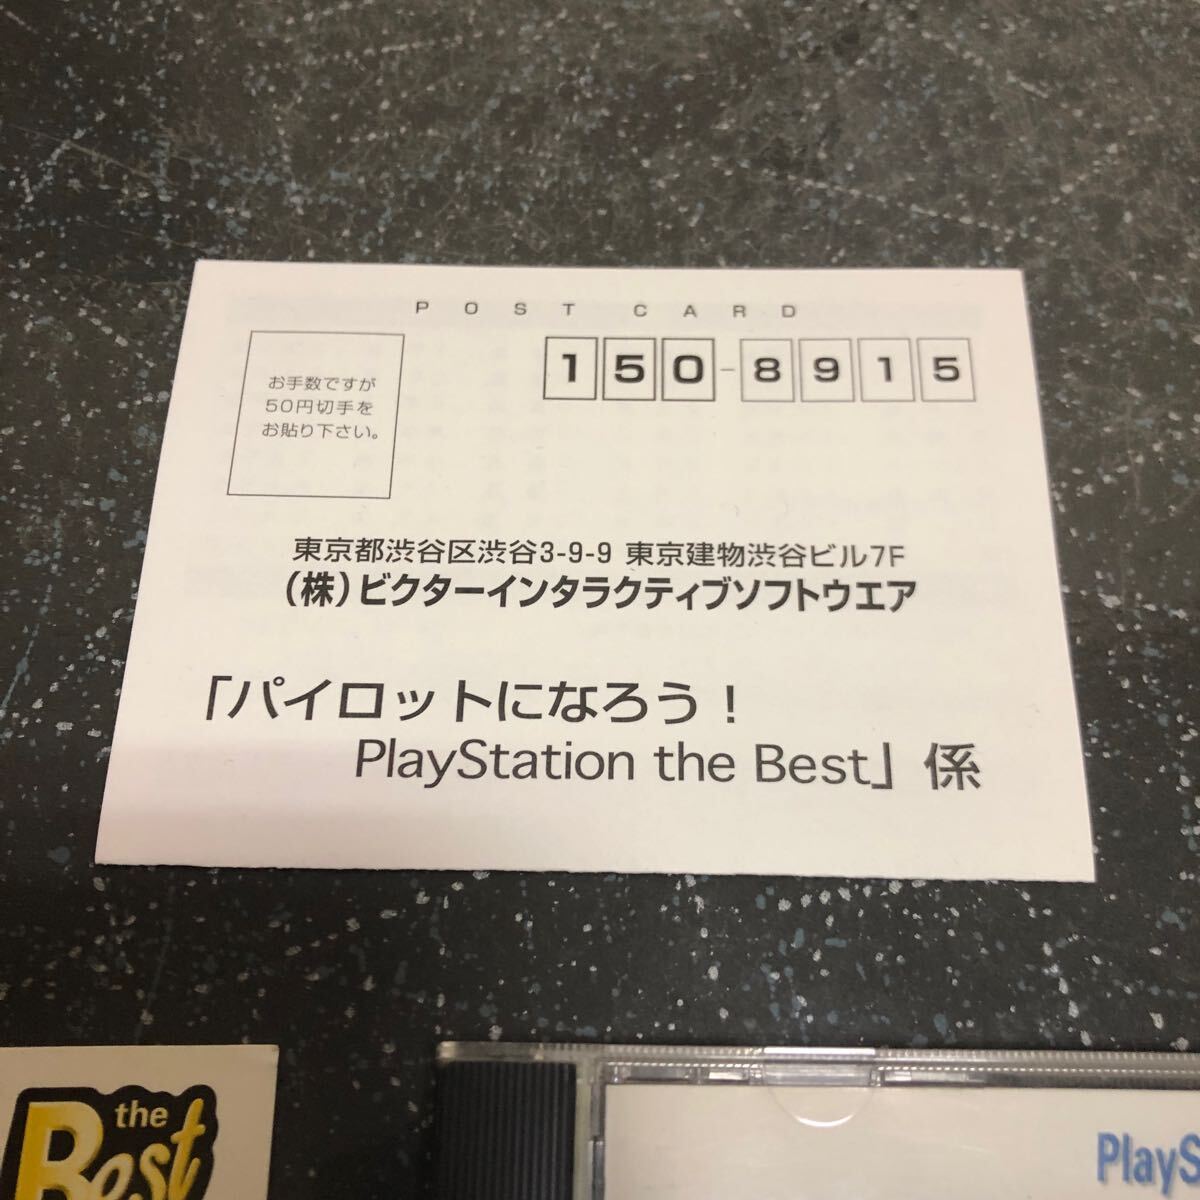 POST CARD
お手数ですが
50円切手を
お貼り下さい。
150-8915
東京都渋谷区渋谷3-9-9 東京建物渋谷ビル7F
(株)ビクターインタラクティブソフトウエア
「パイロットになろう!
PlayStation the Best」係
the
Best
PlayS